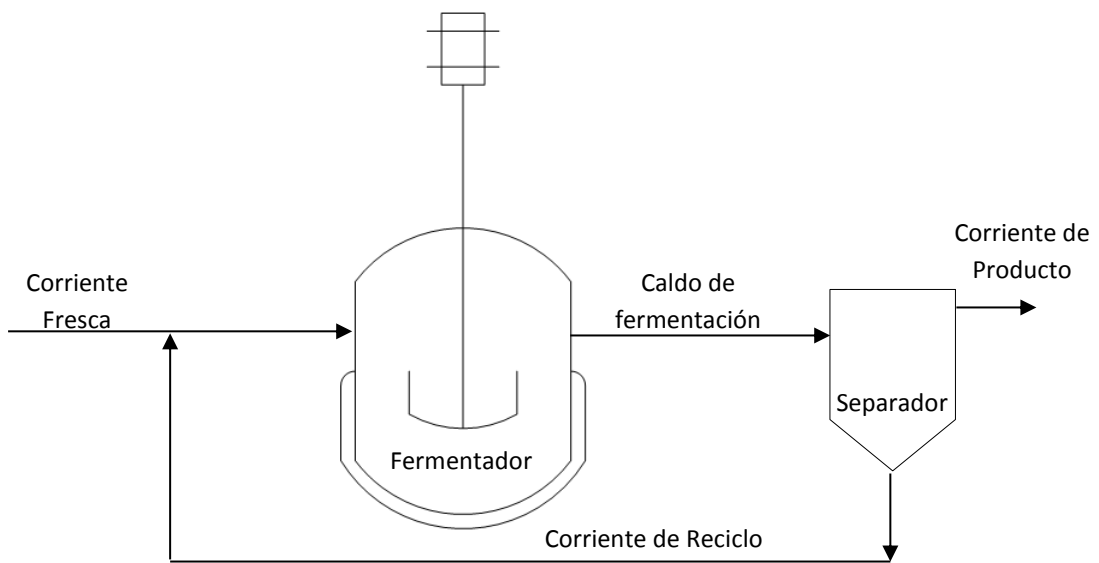 Corriente
Fresca
Caldo de
fermentación
Corriente de
Producto
Separador
Fermentador
Corriente de Reciclo